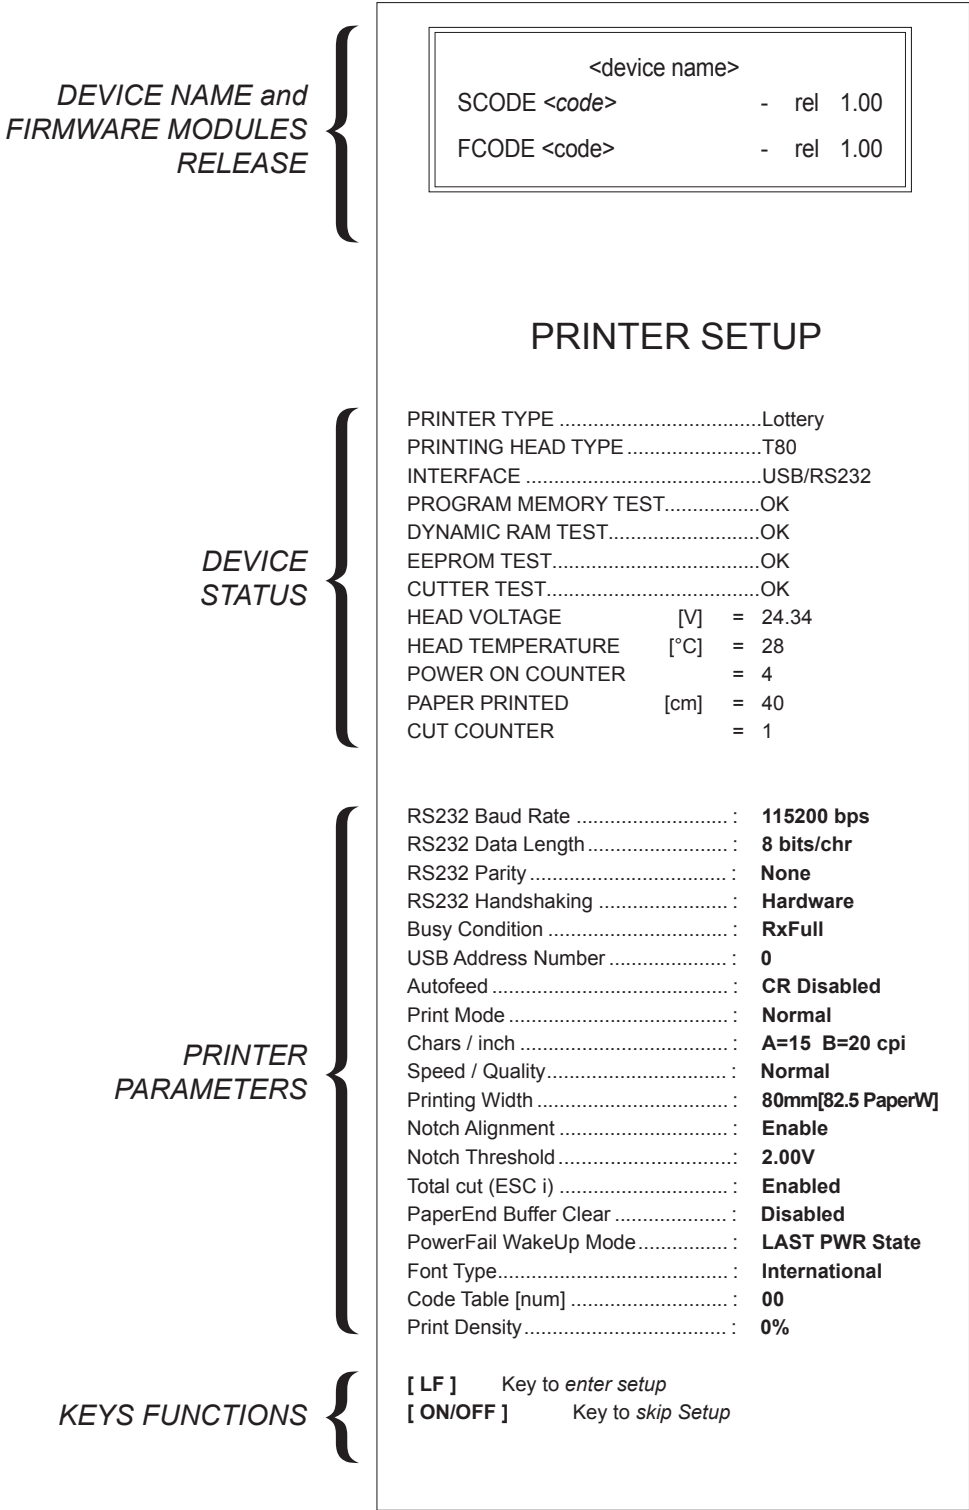 DEVICE NAME and
FIRMWARE MODULES
RELEASE
<device name>
SCODE <code> - rel 1.00
FCODE <code> - rel 1.00
PRINTER SETUP
DEVICE
STATUS
PRINTER TYPE ....................................Lottery
PRINTING HEAD TYPE ........................T80
INTERFACE ..........................................USB/RS232
PROGRAM MEMORY TEST.................OK
DYNAMIC RAM TEST...........................OK
EEPROM TEST.....................................OK
CUTTER TEST......................................OK
HEAD VOLTAGE [V] = 24.34
HEAD TEMPERATURE [°C] = 28
POWER ON COUNTER = 4
PAPER PRINTED [cm] = 40
CUT COUNTER = 1
PRINTER
PARAMETERS
RS232 Baud Rate ........................... : 115200 bps
RS232 Data Length ......................... : 8 bits/chr
RS232 Parity ................................... : None
RS232 Handshaking ....................... : Hardware
Busy Condition ................................ : RxFull
USB Address Number ..................... : 0
Autofeed .......................................... : CR Disabled
Print Mode ....................................... : Normal
Chars / inch ..................................... : A=15 B=20 cpi
Speed / Quality................................ : Normal
Printing Width .................................. : 80mm[82.5 PaperW]
Notch Alignment .............................. : Enable
Notch Threshold ...............................: 2.00V
Total cut (ESC i) .............................. : Enabled
PaperEnd Buffer Clear .................... : Disabled
PowerFail WakeUp Mode................ : LAST PWR State
Font Type......................................... : International
Code Table [num] ............................ : 00
Print Density .................................... : 0%
KEYS FUNCTIONS
[ LF ] Key to enter setup
[ ON/OFF ] Key to skip Setup